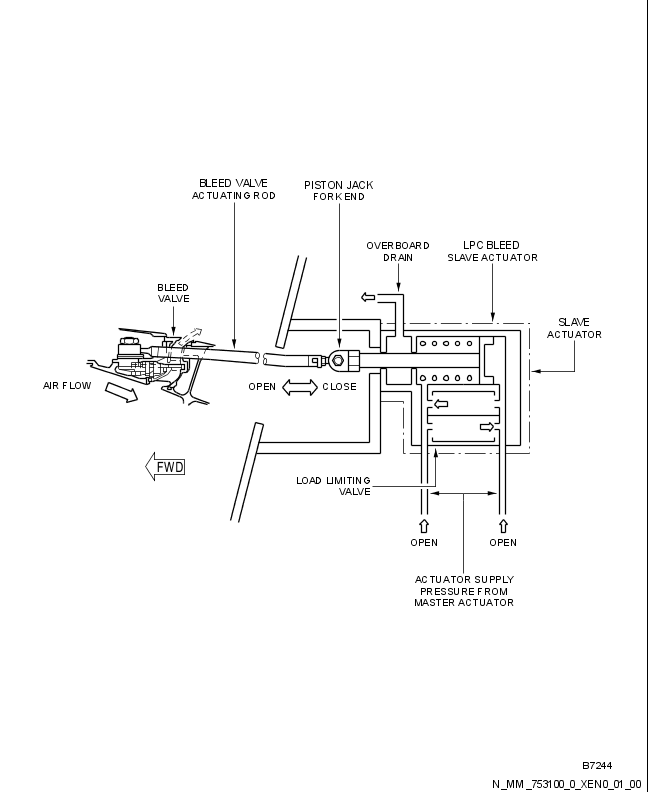 BLEED VALVE
ACTUATING ROD
PISTON JACK
FORK END
OVERBOARD
DRAIN
LPC BLEED
SLAVE ACTUATOR
BLEED
VALVE
SLAVE
ACTUATOR
AIR FLOW
OPEN
CLOSE
FWD
LOAD LIMITING
VALVE
OPEN
OPEN
ACTUATOR SUPPLY
PRESSURE FROM
MASTER ACTUATOR
B7244
N_MM_753100_0_XEN0_01_00